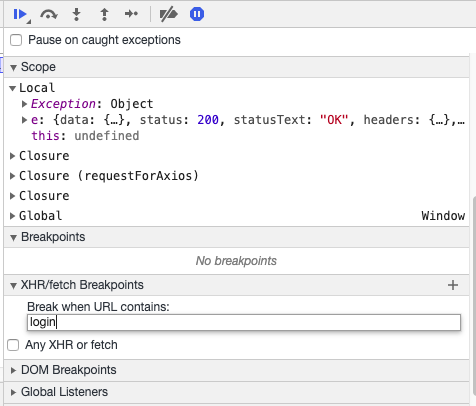 Pause on caught exceptions
Scope
Local
Exception: Object
e: {data: {…}, status: 200, statusText: "OK", headers: {…},…
this: undefined
Closure
Closure (requestForAxios)
Closure
Global Window
Breakpoints
No breakpoints
XHR/fetch Breakpoints
Break when URL contains:
login
Any XHR or fetch
DOM Breakpoints
Global Listeners